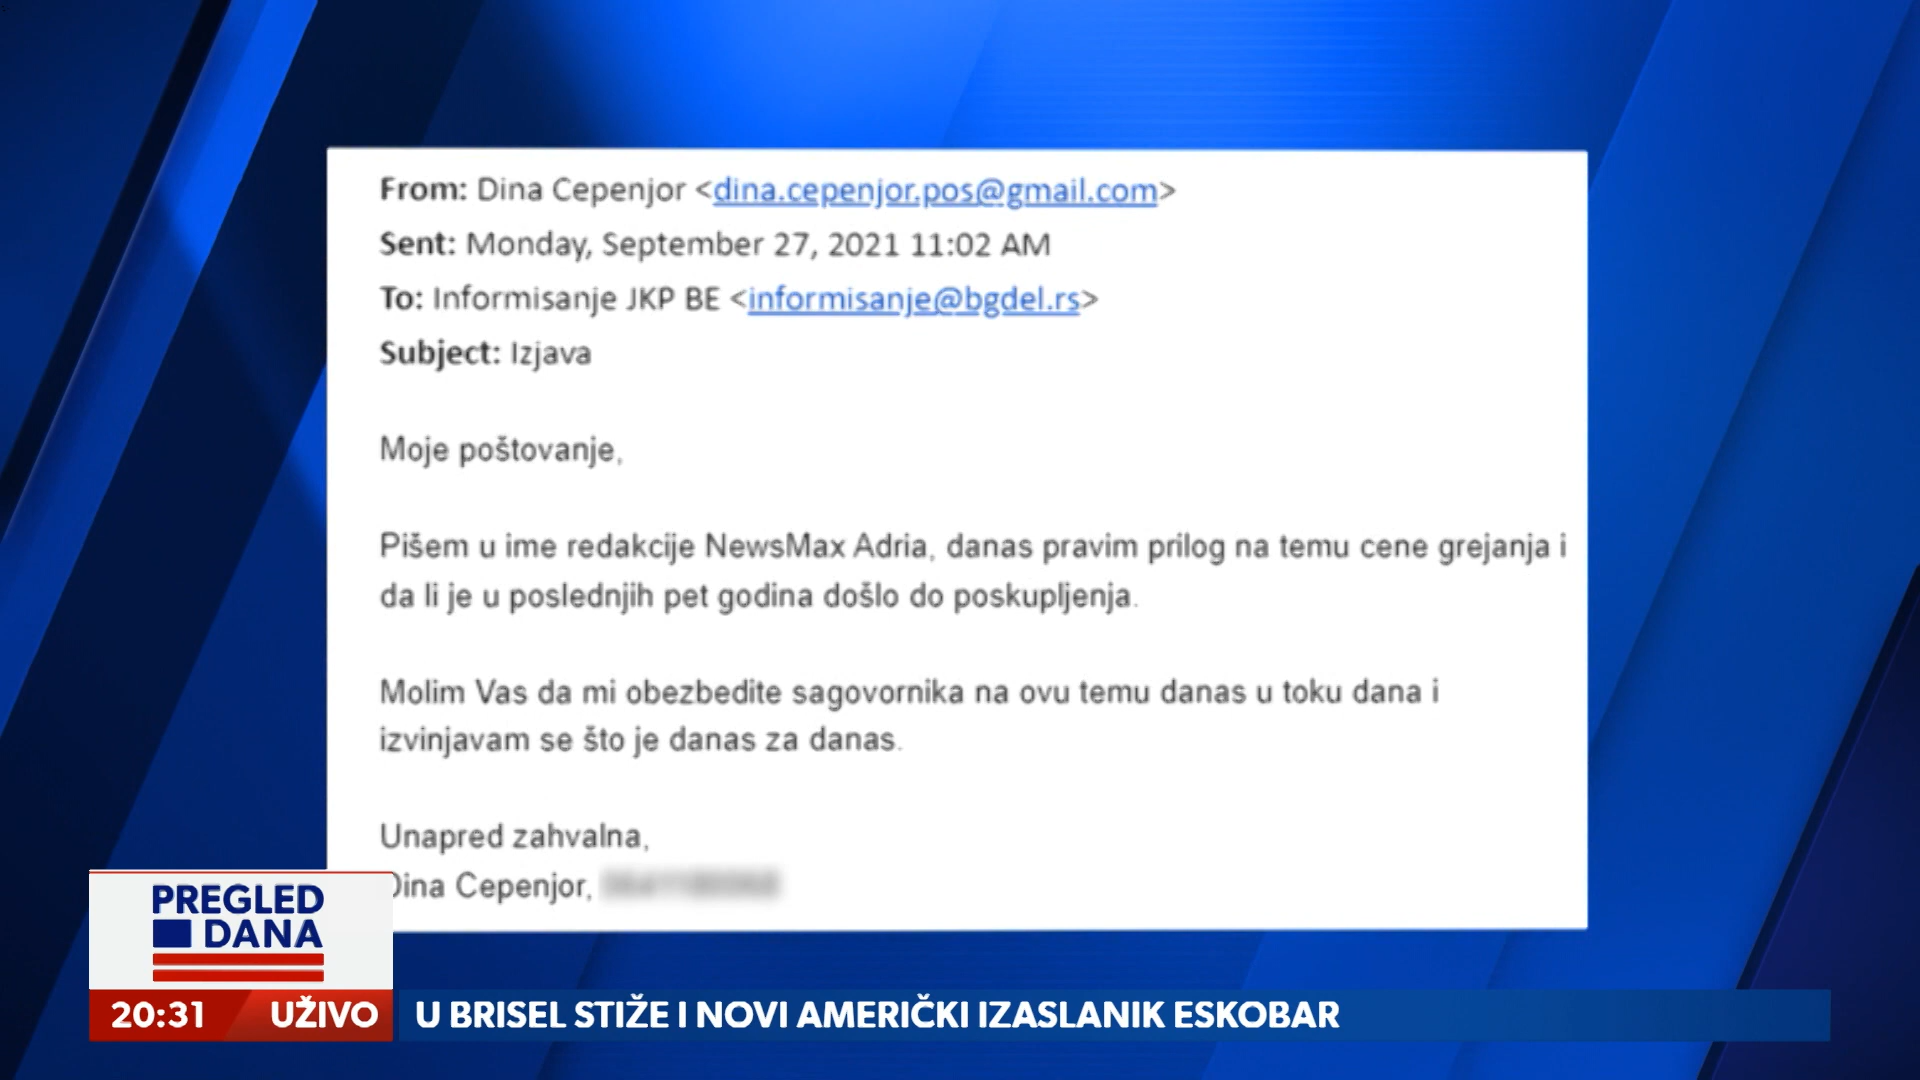 From: Dina Cepenjor <dina.cepenjor.pos@gmail.com>
Sent: Monday, September 27, 2021 11:02 AM
To: Informisanje JKP BE <informisanje@bgdel.rs>
Subject: Izjava
Moje poštovanje,
Pišem u ime redakcije NewsMax Adria, danas pravim prilog na temu cene grejanja i
da li je u poslednjih pet godina došlo do poskupljenja.
Molim Vas da mi obezbedite sagovornika na ovu temu danas u toku dana i
izvinjavam se što je danas za danas.
Unapred zahvalna,
Dina Cepenjor,
PREGLED
DANA
20:31 UŽIVO U BRISEL STIŽE I NOVI AMERIČKI IZASLANIK ESKOBAR